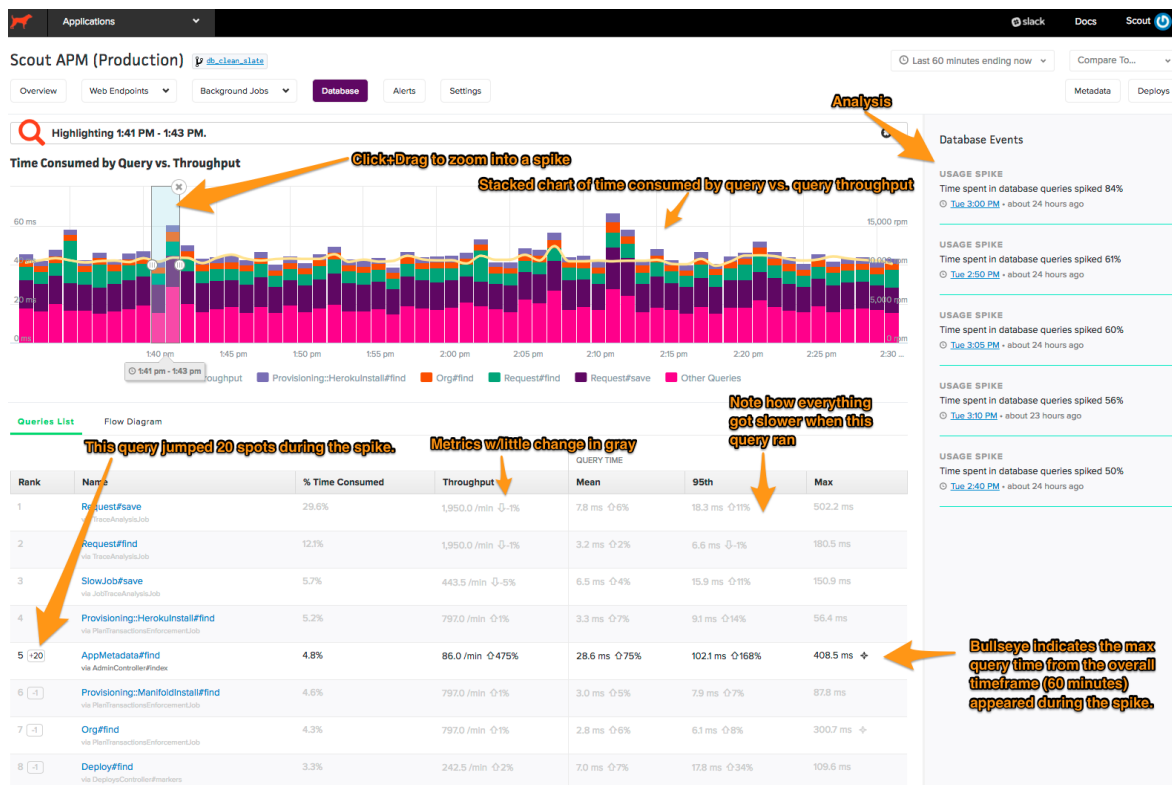 Applications
slack
Docs
Scout
Scout APM (Production)
db_clean_slate
Last 60 minutes ending now
Compare To...
Overview
Web Endpoints
Background Jobs
Database
Alerts
Settings
Metadata
Deploys
Analysis
Highlighting 1:41 PM - 1:43 PM.
Time Consumed by Query vs. Throughput
Click+Drag to zoom into a spike
Stacked chart of time consumed by query vs. query throughput
60 ms
15,000 rpm
20 ms
5,000 rpm
0 ms
0 rpm
1:40 pm
1:45 pm
1:50 pm
1:55 pm
2:00 pm
2:05 pm
2:10 pm
2:15 pm
2:20 pm
2:25 pm
2:30 ...
1:41 pm - 1:43 pm
Provisioning::HerokuInstall#find
Org#find
Request#find
Request#save
Other Queries
Database Events
USAGE SPIKE
Time spent in database queries spiked 84%
Tue 3:00 PM • about 24 hours ago
USAGE SPIKE
Time spent in database queries spiked 61%
Tue 2:50 PM • about 24 hours ago
USAGE SPIKE
Time spent in database queries spiked 60%
Tue 3:05 PM • about 24 hours ago
USAGE SPIKE
Time spent in database queries spiked 56%
Tue 3:10 PM • about 23 hours ago
USAGE SPIKE
Time spent in database queries spiked 50%
Tue 2:40 PM • about 24 hours ago
Queries List
Flow Diagram
This query jumped 20 spots during the spike.
Metrics w/little change in gray
Note how everything
got slower when this
query ran
QUERY TIME
Rank Name % Time Consumed Throughput Mean 95th Max
1 Request#save 29.6% 1,950.0 /min -1% 7.8 ms 6% 18.3 ms 11% 502.2 ms
via TraceAnalysisJob
2 Request#find 12.1% 1,950.0 /min -1% 3.2 ms 2% 6.6 ms -1% 180.5 ms
via TraceAnalysisJob
3 SlowJob#save 5.7% 443.5 /min -5% 6.5 ms 4% 15.9 ms 11% 150.9 ms
via JobTraceAnalysisJob
4 Provisioning::HerokuInstall#find 5.2% 797.0 /min 1% 3.3 ms 7% 9.1 ms 14% 56.4 ms
via PlanTransactionsEnforcementJob
5 +20 AppMetadata#find 4.8% 86.0 /min 475% 28.6 ms 75% 102.1 ms 168% 408.5 ms
via AdminController#index
6 -1 Provisioning::ManifoldInstall#find 4.6% 797.0 /min 1% 3.0 ms 5% 7.9 ms 7% 87.8 ms
via PlanTransactionsEnforcementJob
7 -1 Org#find 4.3% 797.0 /min 1% 2.8 ms 6% 6.1 ms 8% 300.7 ms
via PlanTransactionsEnforcementJob
8 -1 Deploy#find 3.3% 242.5 /min 2% 7.0 ms 7% 17.8 ms 34% 109.6 ms
via DeploysController#markers
Bullseye indicates the max
query time from the overall
timeframe (60 minutes)
appeared during the spike.